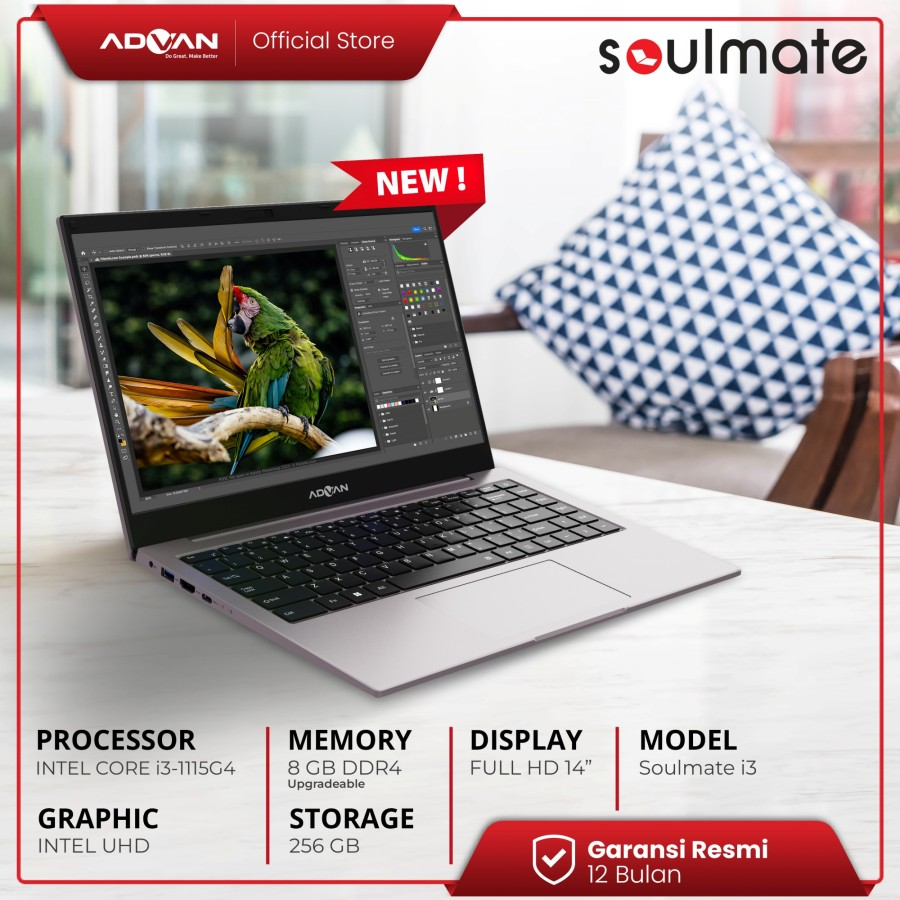 ADVAN
Do Great. Make Better
Official Store
soulmate
NEW !
ADVAN
PROCESSOR
INTEL CORE i3-1115G4
MEMORY
8 GB DDR4
Upgradeable
DISPLAY
FULL HD 14”
MODEL
Soulmate i3
GRAPHIC
INTEL UHD
STORAGE
256 GB
Garansi Resmi
12 Bulan